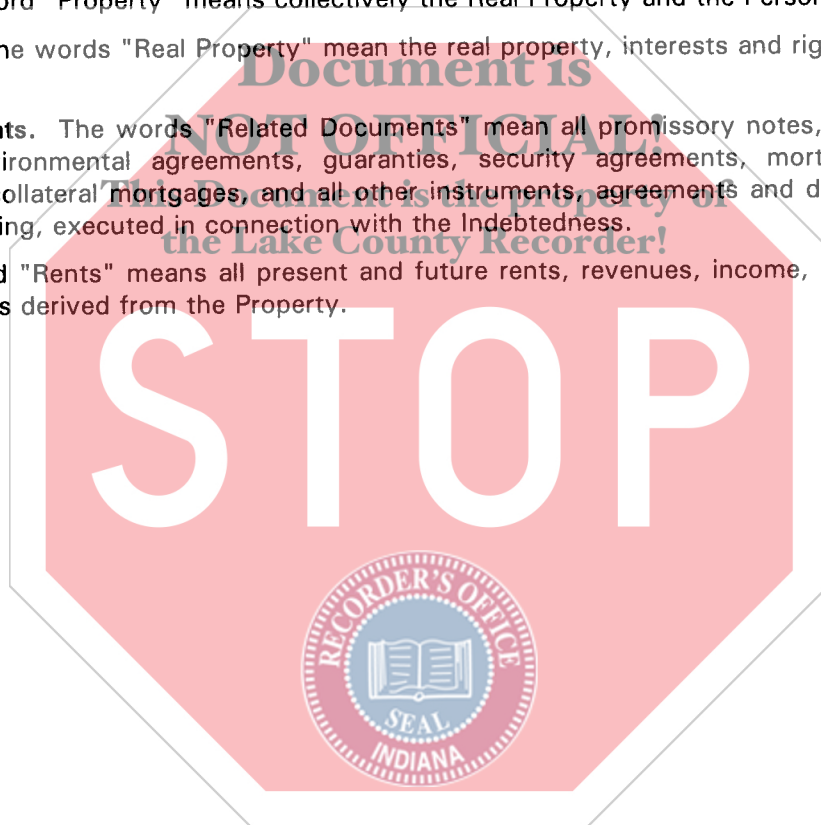 ord "Property" means collectively the Real Property and the Person
he words "Real Property" mean the real property, interests and rig
Document is
nts. The words "Related Documents" mean all promissory notes,
NOT OFFICIAL!
ironmental agreements, guaranties, security agreements, mort
ollateral mortgages, and all other instruments, agreements and d
This Document is the property of
ing, executed in connection with the Indebtedness.
the Lake County Recorder!
d "Rents" means all present and future rents, revenues, income,
s derived from the Property.
STOP
RECORDER'S OFFICE
SEAL
INDIANA